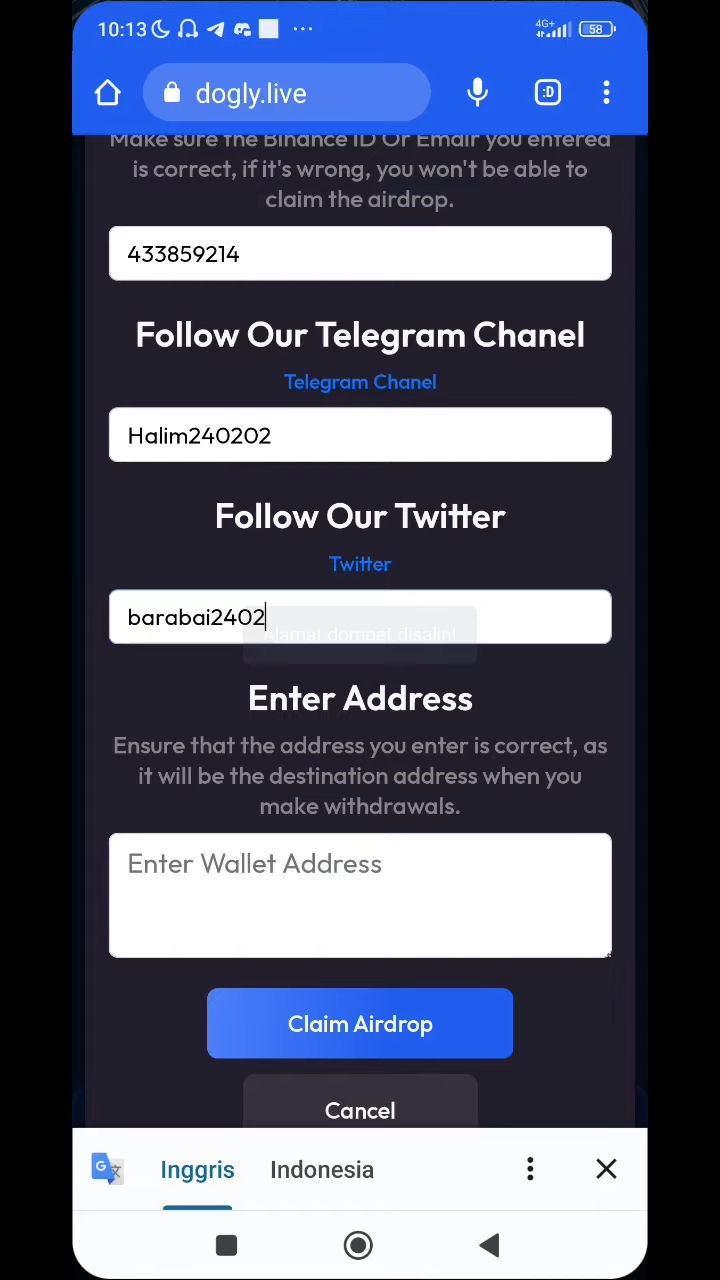 10:13
4G+
58
dogly.live
:D
Make sure the Binance ID Or Email you entered
is correct, if it's wrong, you won't be able to
claim the airdrop.
433859214
Follow Our Telegram Chanel
Telegram Chanel
Halim240202
Follow Our Twitter
Twitter
barabai2402
Alamat dompet disalin!
Enter Address
Ensure that the address you enter is correct, as
it will be the destination address when you
make withdrawals.
Enter Wallet Address
Claim Airdrop
Cancel
G
Inggris Indonesia